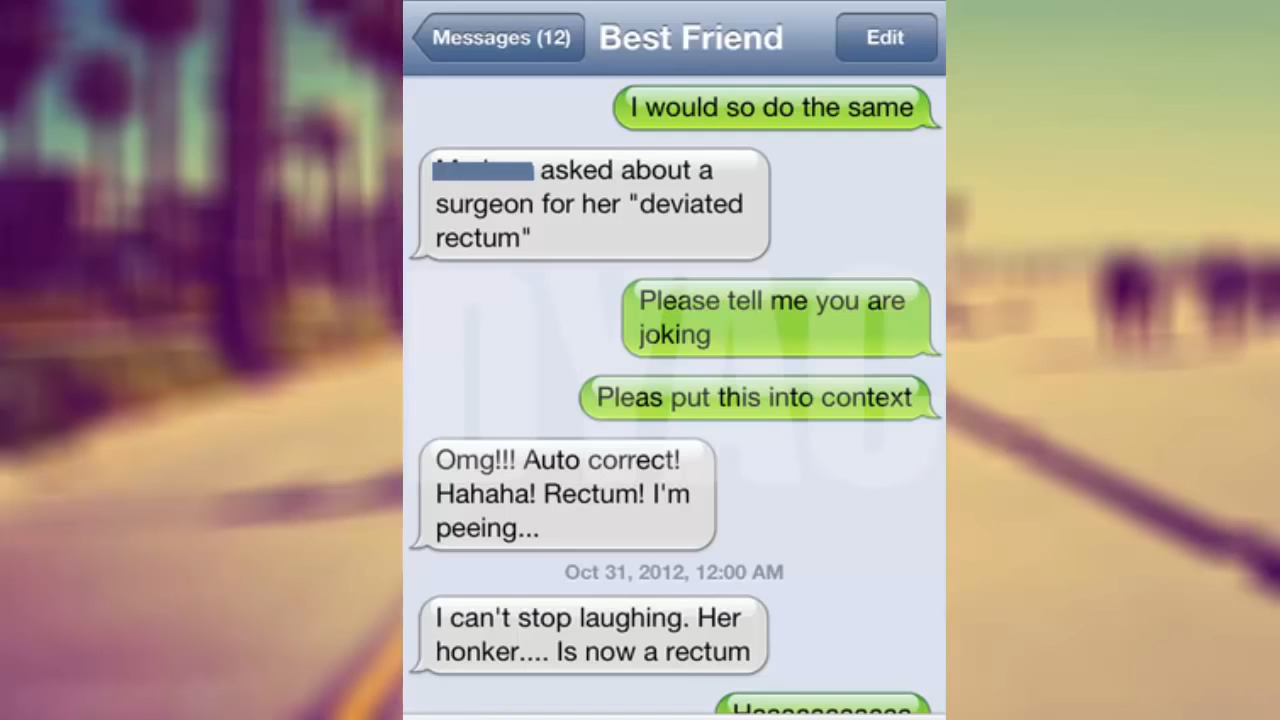 Messages (12)
Best Friend
Edit
I would so do the same
asked about a
surgeon for her "deviated
rectum"
Please tell me you are
joking
Pleas put this into context
Omg!!! Auto correct!
Hahaha! Rectum! I'm
peeing...
Oct 31, 2012, 12:00 AM
I can't stop laughing. Her
honker.... Is now a rectum